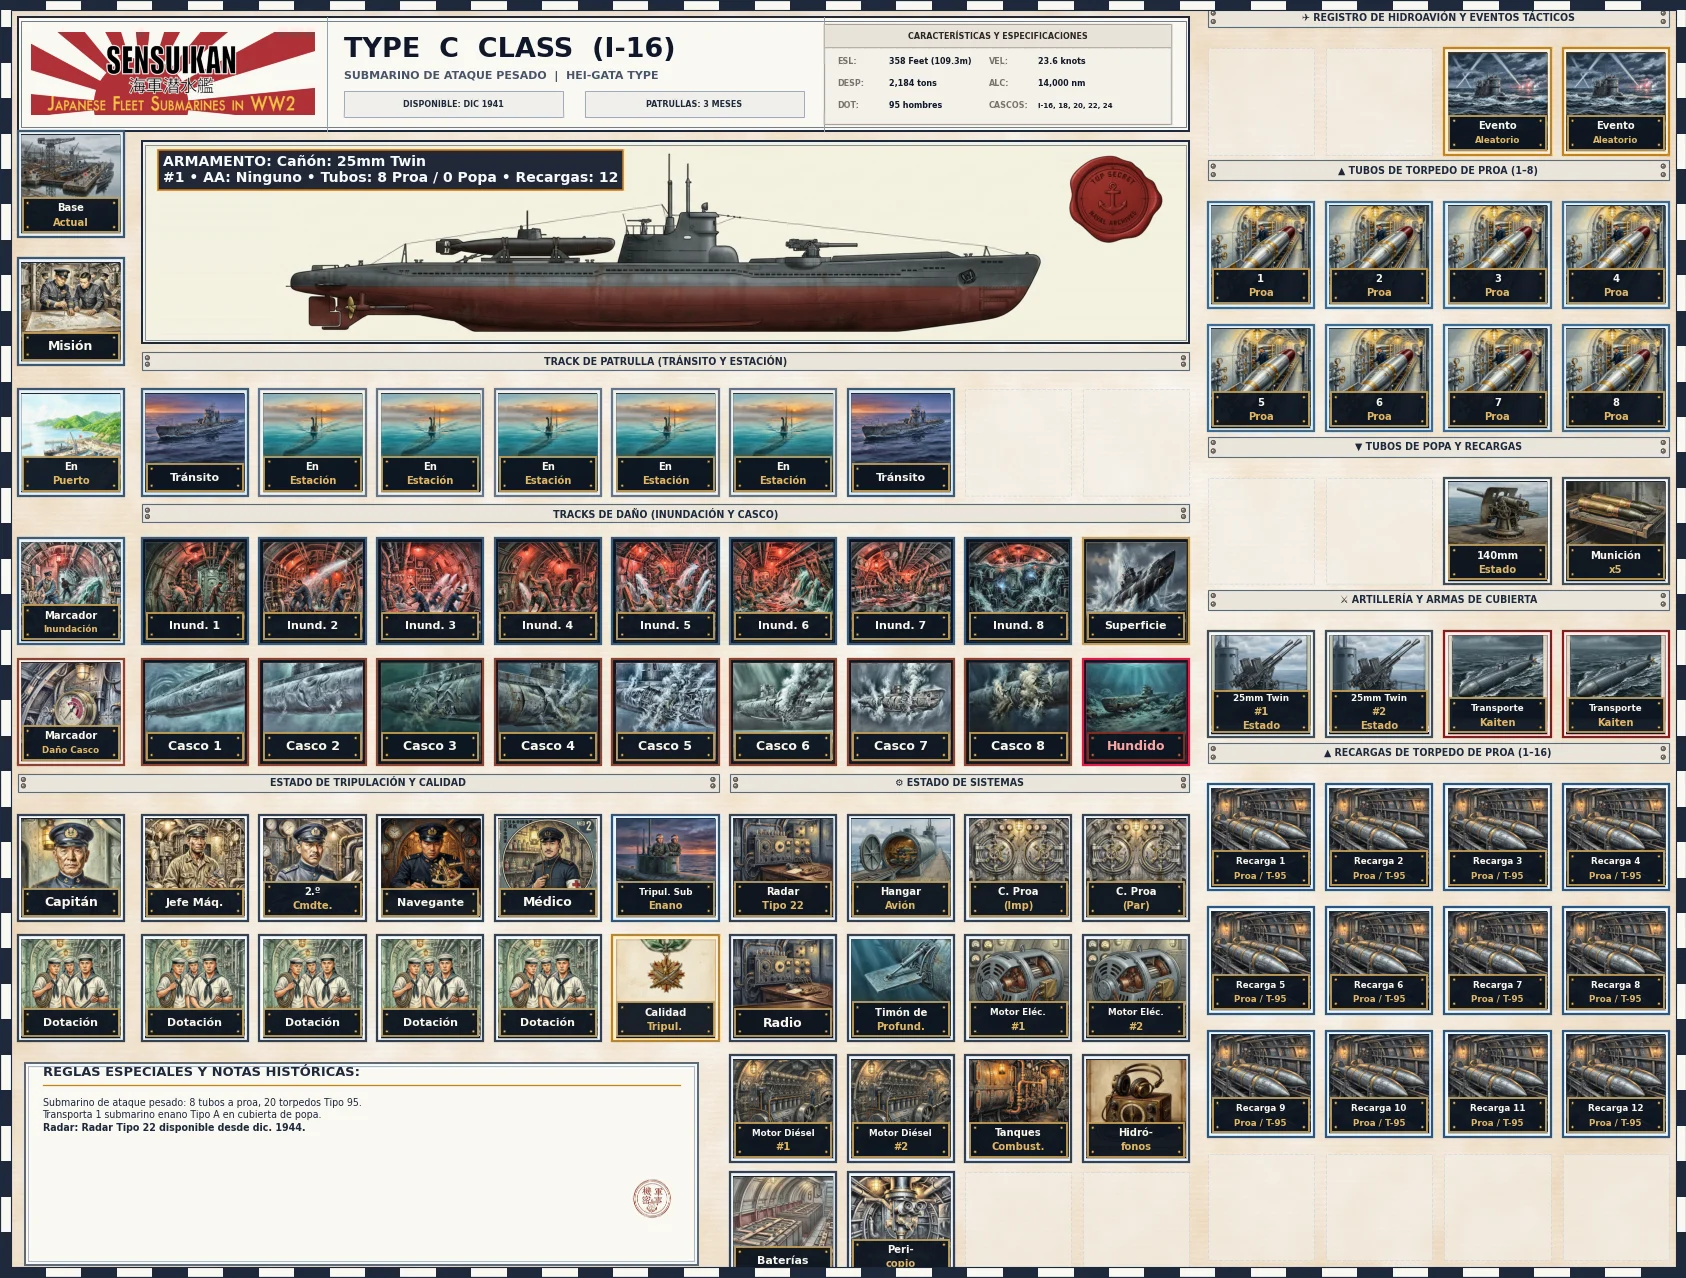 SENSUIKAN
海軍潜水艦
JAPANESE FLEET SUBMARINES IN WW2
TYPE C CLASS (I-16)
SUBMARINO DE ATAQUE PESADO | HEI-GATA TYPE
DISPONIBLE: DIC 1941
PATRULLAS: 3 MESES
CARACTERÍSTICAS Y ESPECIFICACIONES
ESL: 358 Feet (109.3m) VEL: 23.6 knots
DESP: 2,184 tons ALC: 14,000 nm
DOT: 95 hombres CASCOS: I-16, 18, 20, 22, 24
Base
Actual
Misión
ARMAMENTO: Cañón: 25mm Twin
#1 • AA: Ninguno • Tubos: 8 Proa / 0 Popa • Recargas: 12
TOP SECRET
NAVAL ARCHIVES
TRACK DE PATRULLA (TRÁNSITO Y ESTACIÓN)
En
Puerto
Tránsito
En
Estación
En
Estación
En
Estación
En
Estación
En
Estación
Tránsito
TRACKS DE DAÑO (INUNDACIÓN Y CASCO)
Marcador
Inundación
Inund. 1
Inund. 2
Inund. 3
Inund. 4
Inund. 5
Inund. 6
Inund. 7
Inund. 8
Superficie
Marcador
Daño Casco
Casco 1
Casco 2
Casco 3
Casco 4
Casco 5
Casco 6
Casco 7
Casco 8
Hundido
ESTADO DE TRIPULACIÓN Y CALIDAD
Capitán
Jefe Máq.
2.º
Cmdte.
Navegante
Médico
Tripul. Sub
Enano
Dotación
Dotación
Dotación
Dotación
Dotación
Calidad
Tripul.
⚙ ESTADO DE SISTEMAS
Radar
Tipo 22
Hangar
Avión
C. Proa
(Imp)
C. Proa
(Par)
Radio
Timón de
Profund.
Motor Eléc.
#1
Motor Eléc.
#2
Motor Diésel
#1
Motor Diésel
#2
Tanques
Combust.
Hidró-
fonos
Baterías
Peri-
copio
REGLAS ESPECIALES Y NOTAS HISTÓRICAS:
Submarino de ataque pesado: 8 tubos a proa, 20 torpedos Tipo 95.
Transporta 1 submarino enano Tipo A en cubierta de popa.
Radar: Radar Tipo 22 disponible desde dic. 1944.
✈ REGISTRO DE HIDROAVIÓN Y EVENTOS TÁCTICOS
Evento
Aleatorio
Evento
Aleatorio
▲ TUBOS DE TORPEDO DE PROA (1–8)
1
Proa
2
Proa
3
Proa
4
Proa
5
Proa
6
Proa
7
Proa
8
Proa
▼ TUBOS DE POPA Y RECARGAS
140mm
Estado
Munición
x5
⚔ ARTILLERÍA Y ARMAS DE CUBIERTA
25mm Twin
#1
Estado
25mm Twin
#2
Estado
Transporte
Kaiten
Transporte
Kaiten
▲ RECARGAS DE TORPEDO DE PROA (1–16)
Recarga 1
Proa / T-95
Recarga 2
Proa / T-95
Recarga 3
Proa / T-95
Recarga 4
Proa / T-95
Recarga 5
Proa / T-95
Recarga 6
Proa / T-95
Recarga 7
Proa / T-95
Recarga 8
Proa / T-95
Recarga 9
Proa / T-95
Recarga 10
Proa / T-95
Recarga 11
Proa / T-95
Recarga 12
Proa / T-95